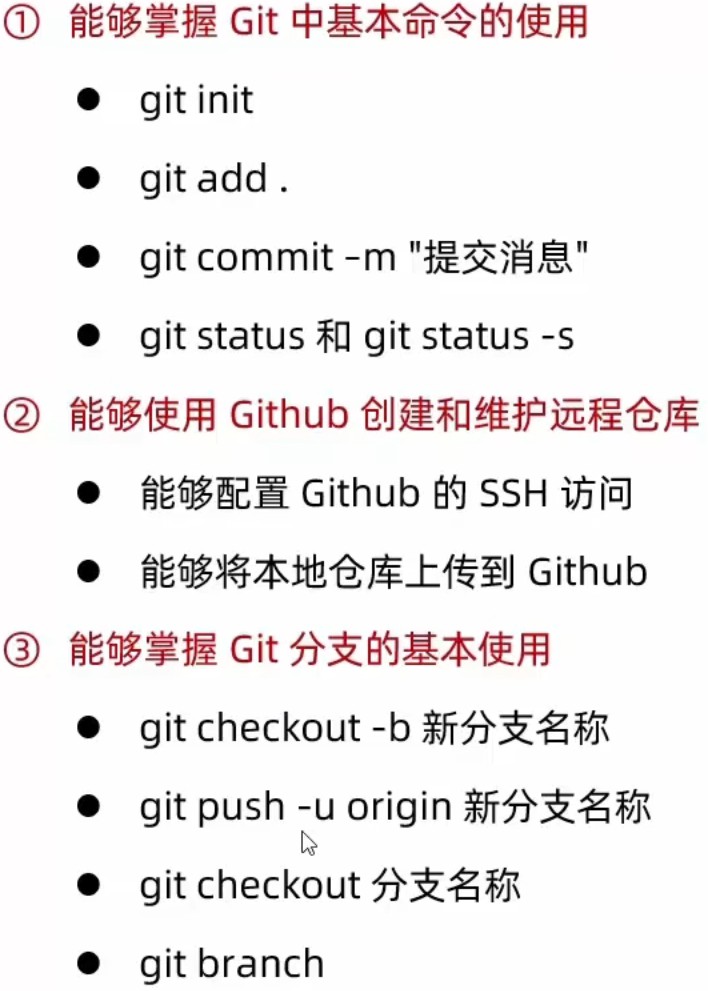 ① 能够掌握 Git 中基本命令的使用
● git init
● git add .
● git commit –m "提交消息"
● git status 和 git status -s
② 能够使用 Github 创建和维护远程仓库
● 能够配置 Github 的 SSH 访问
● 能够将本地仓库上传到 Github
③ 能够掌握 Git 分支的基本使用
● git checkout -b 新分支名称
● git push -u origin 新分支名称
● git checkout 分支名称
● git branch